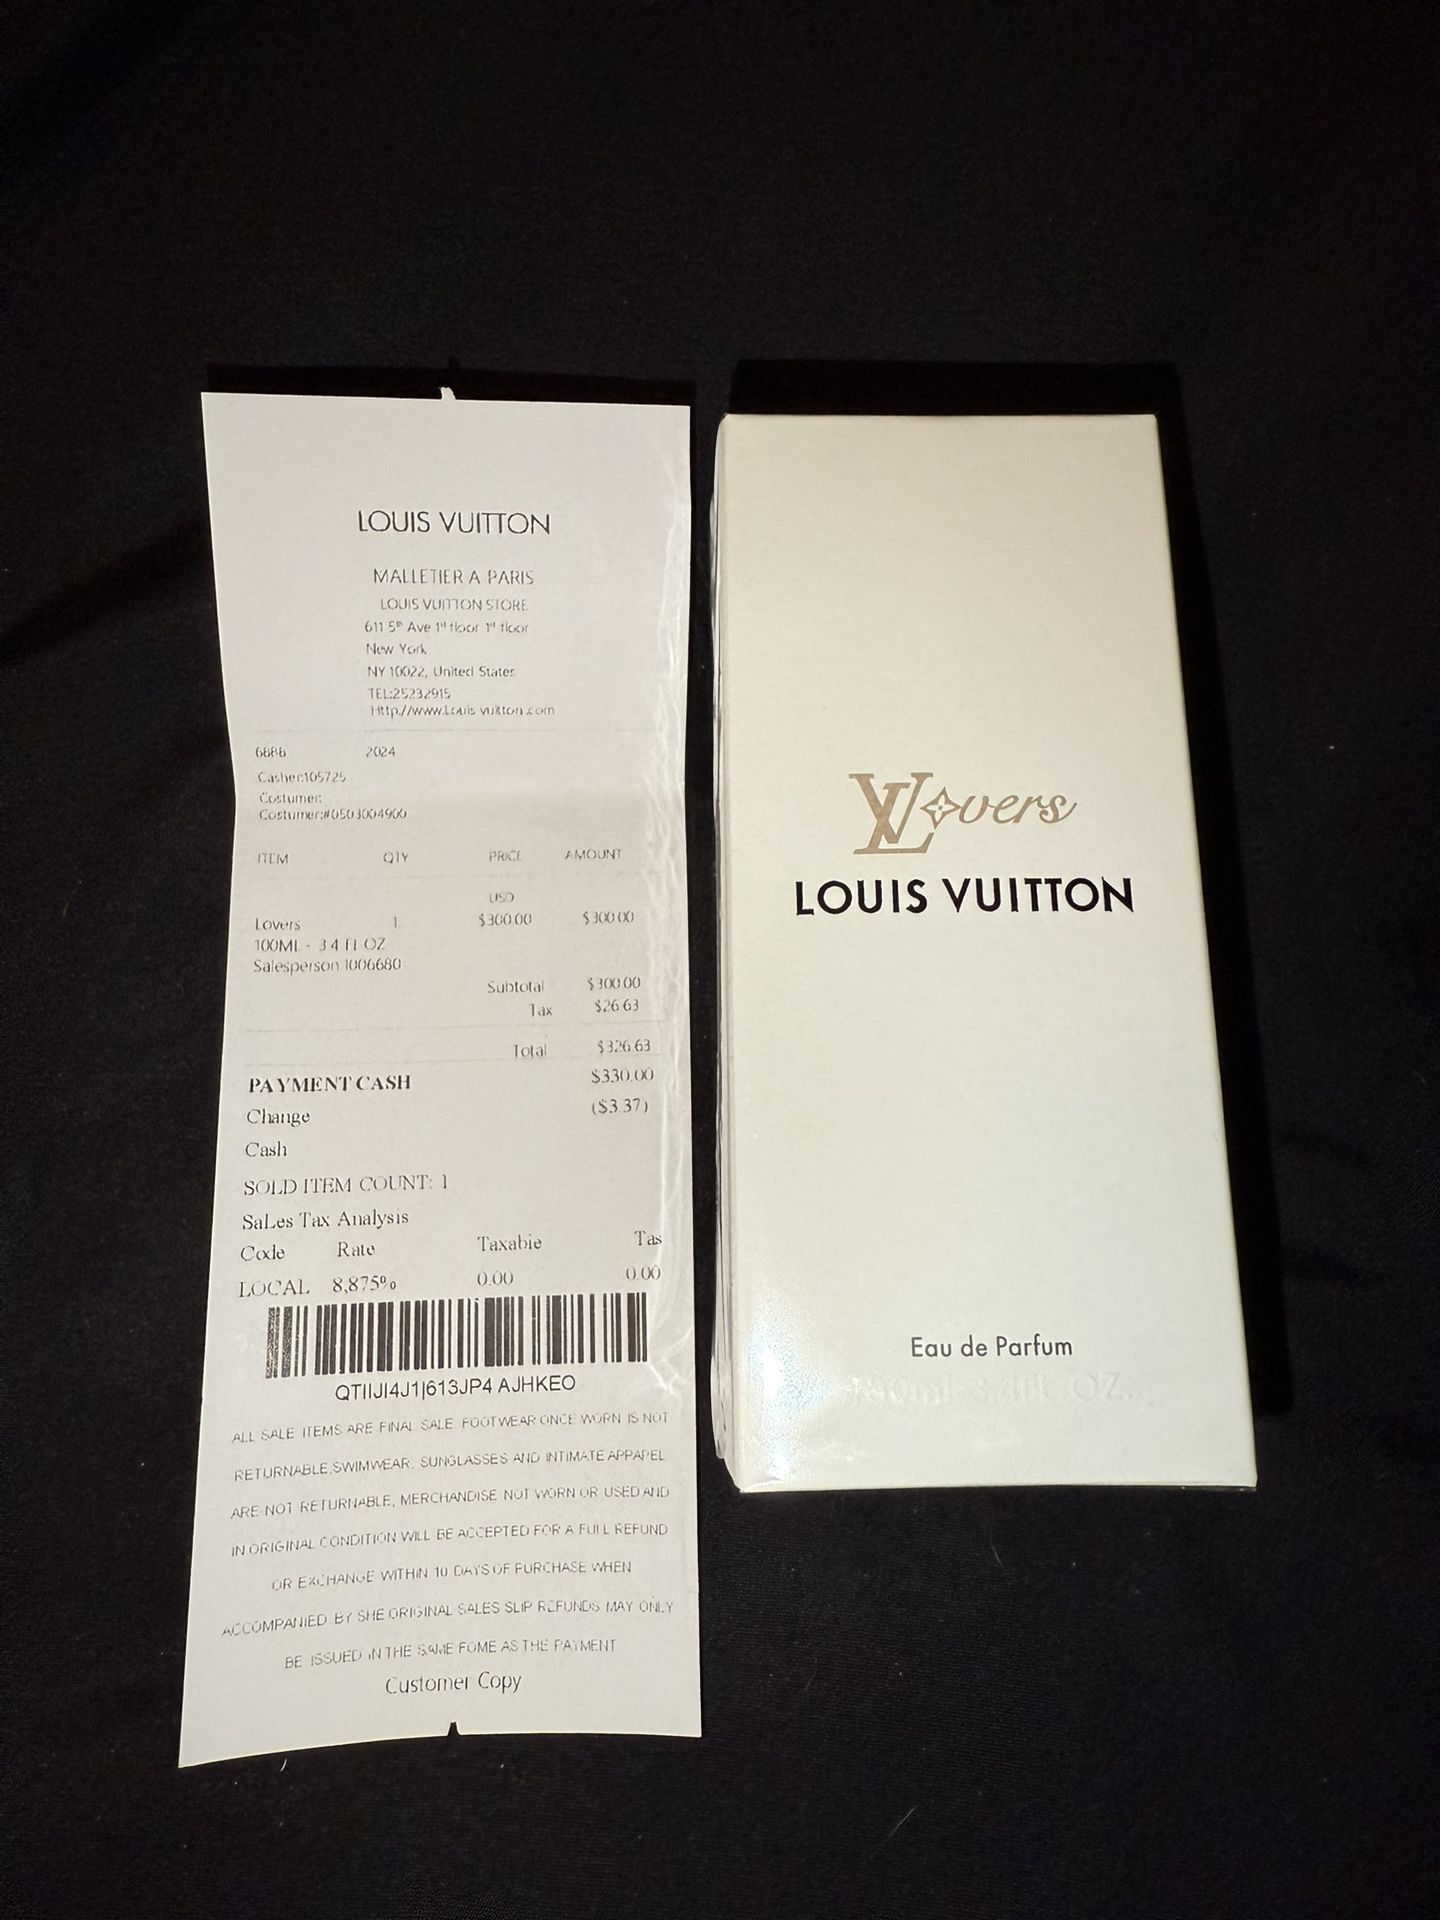 LOUIS VUITTON
MALLETIER A PARIS
LOUIS VUITTON STORE
611 5th Ave 1st floor 1st floor
New York
NY 10022, United States
TEL:25232915
Http.//www.Louis vuitton.com
6888 2024
Casher:105725
Costumer:
Costumer:#0503004900
ITEM QTY PRICE AMOUNT
USD
Lovers 1 $300.00 $300.00
100ML - 3.4 FL OZ
Salesperson 1006680
Subtotal $300.00
Tax $26.63
Total $326.63
PAYMENT CASH $330.00
Change ($3.37)
Cash
SOLD ITEM COUNT: 1
SaLes Tax Analysis
Code Rate Taxabie Tas
LOCAL 8,875% 0.00 0.00
QTIIJI4J1|613JP4 AJHKEO
ALL SALE ITEMS ARE FINAL SALE FOOTWEAR ONCE WORN IS NOT
RETURNABLE,SWIMWEAR, SUNGLASSES AND INTIMATE APPAREL
ARE NOT RETURNABLE, MERCHANDISE NOT WORN OR USED AND
IN ORIGINAL CONDITION WILL BE ACCEPTED FOR A FULL REFUND
OR EXCHANGE WITHIN 10 DAYS OF PURCHASE WHEN
ACCOMPANIED BY SHE ORIGINAL SALES SLIP REFUNDS MAY ONLY
BE ISSUED IN THE SAME FOME AS THE PAYMENT
Customer Copy
LVovers
LOUIS VUITTON
Eau de Parfum